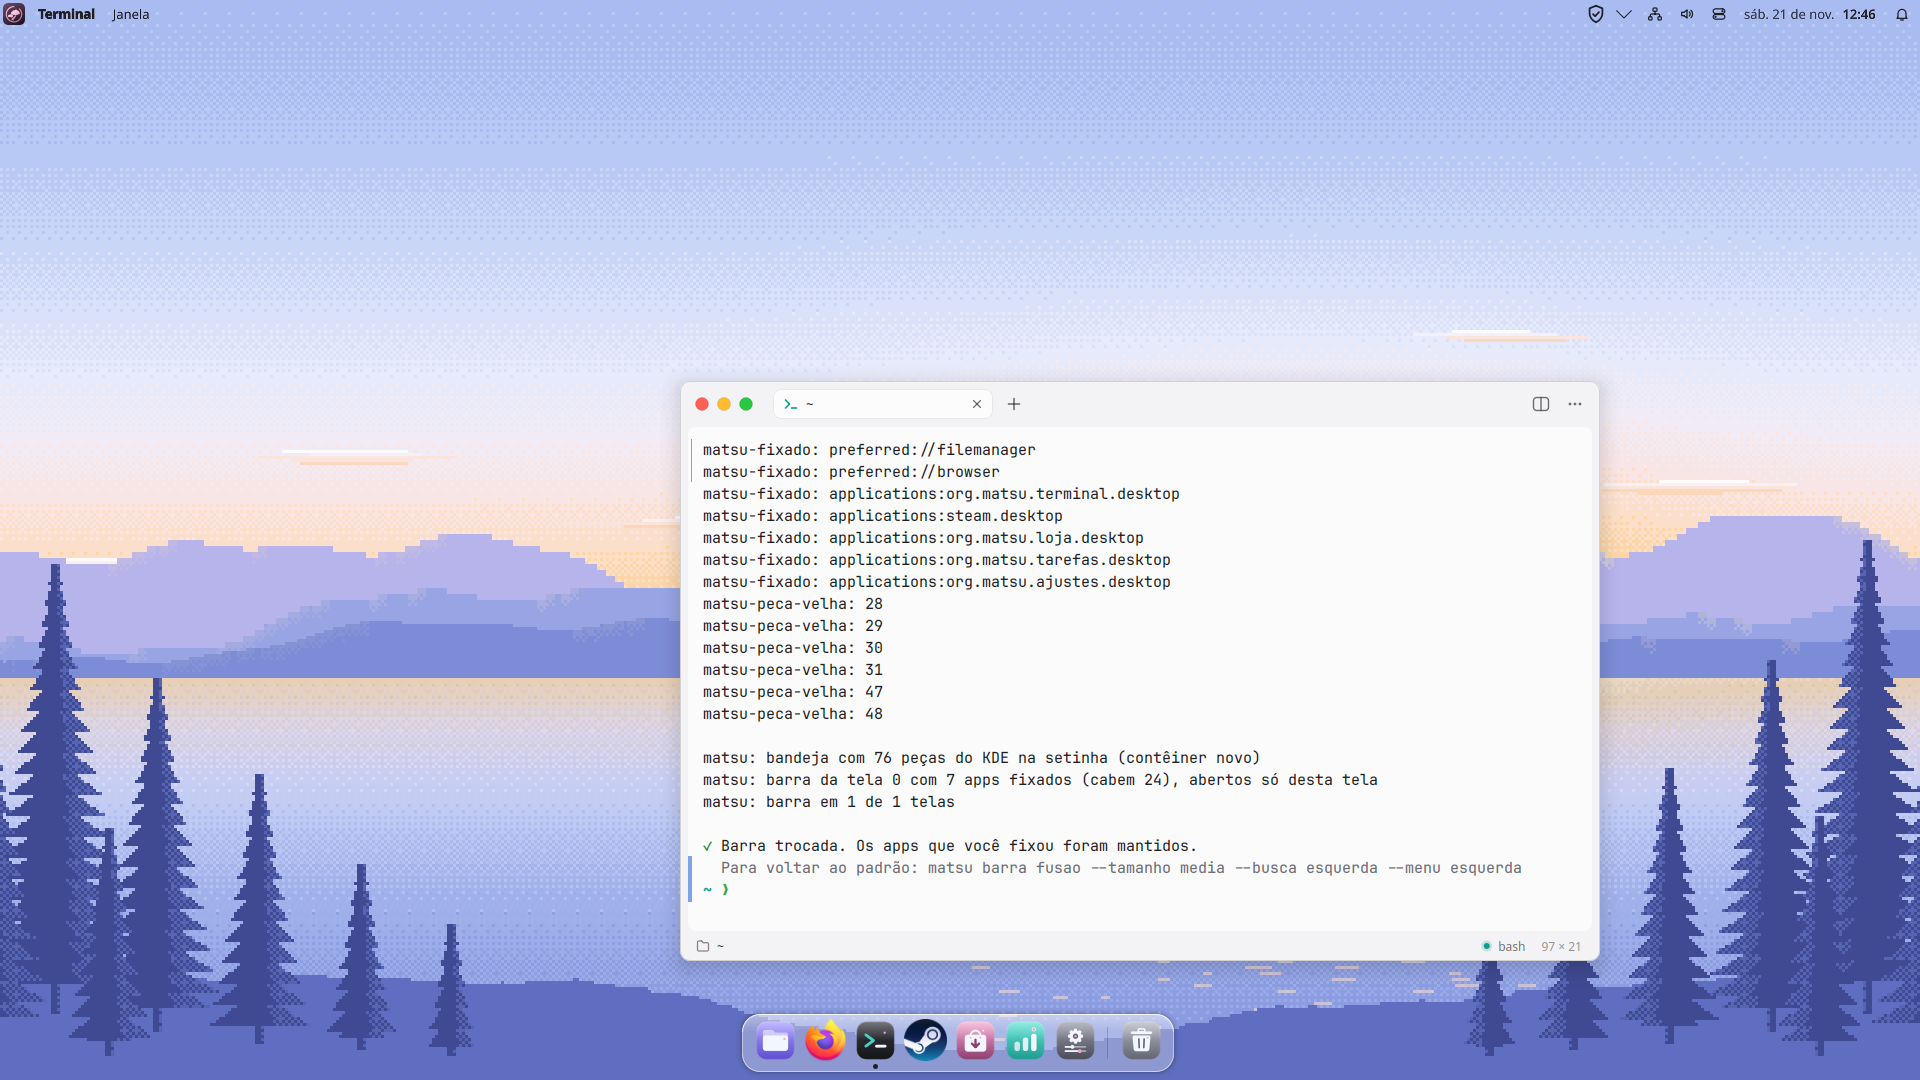 Terminal Janela
sáb. 21 de nov. 12:46
~
matsu-fixado: preferred://filemanager
matsu-fixado: preferred://browser
matsu-fixado: applications:org.matsu.terminal.desktop
matsu-fixado: applications:steam.desktop
matsu-fixado: applications:org.matsu.loja.desktop
matsu-fixado: applications:org.matsu.tarefas.desktop
matsu-fixado: applications:org.matsu.ajustes.desktop
matsu-peca-velha: 28
matsu-peca-velha: 29
matsu-peca-velha: 30
matsu-peca-velha: 31
matsu-peca-velha: 47
matsu-peca-velha: 48
matsu: bandeja com 76 peças do KDE na setinha (contêiner novo)
matsu: barra da tela 0 com 7 apps fixados (cabem 24), abertos só desta tela
matsu: barra em 1 de 1 telas
✓ Barra trocada. Os apps que você fixou foram mantidos.
Para voltar ao padrão: matsu barra fusao --tamanho media --busca esquerda --menu esquerda
~ ❯
~
bash 97 × 21